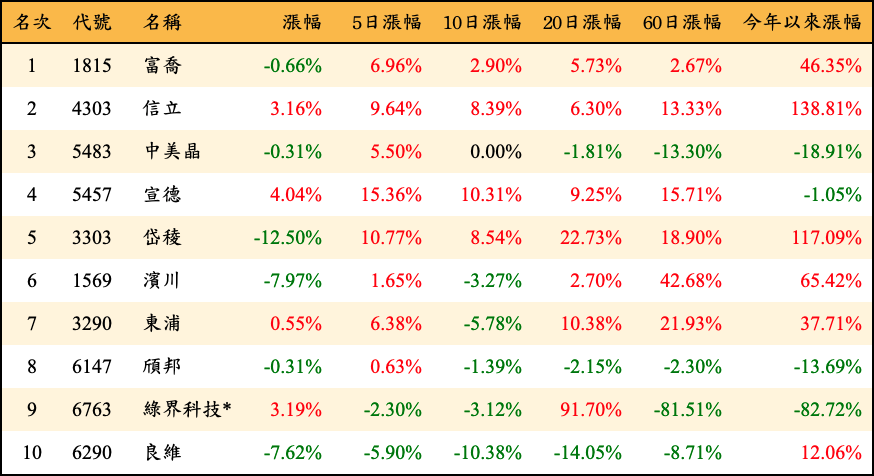 名次 代號 名稱 漲幅 5日漲幅 10日漲幅 20日漲幅 60日漲幅 今年以來漲幅
1 1815 富喬 -0.66% 6.96% 2.90% 5.73% 2.67% 46.35%
2 4303 信立 3.16% 9.64% 8.39% 6.30% 13.33% 138.81%
3 5483 中美晶 -0.31% 5.50% 0.00% -1.81% -13.30% -18.91%
4 5457 宣德 4.04% 15.36% 10.31% 9.25% 15.71% -1.05%
5 3303 岱稜 -12.50% 10.77% 8.54% 22.73% 18.90% 117.09%
6 1569 濱川 -7.97% 1.65% -3.27% 2.70% 42.68% 65.42%
7 3290 東浦 0.55% 6.38% -5.78% 10.38% 21.93% 37.71%
8 6147 頎邦 -0.31% 0.63% -1.39% -2.15% -2.30% -13.69%
9 6763 綠界科技* 3.19% -2.30% -3.12% 91.70% -81.51% -82.72%
10 6290 良維 -7.62% -5.90% -10.38% -14.05% -8.71% 12.06%